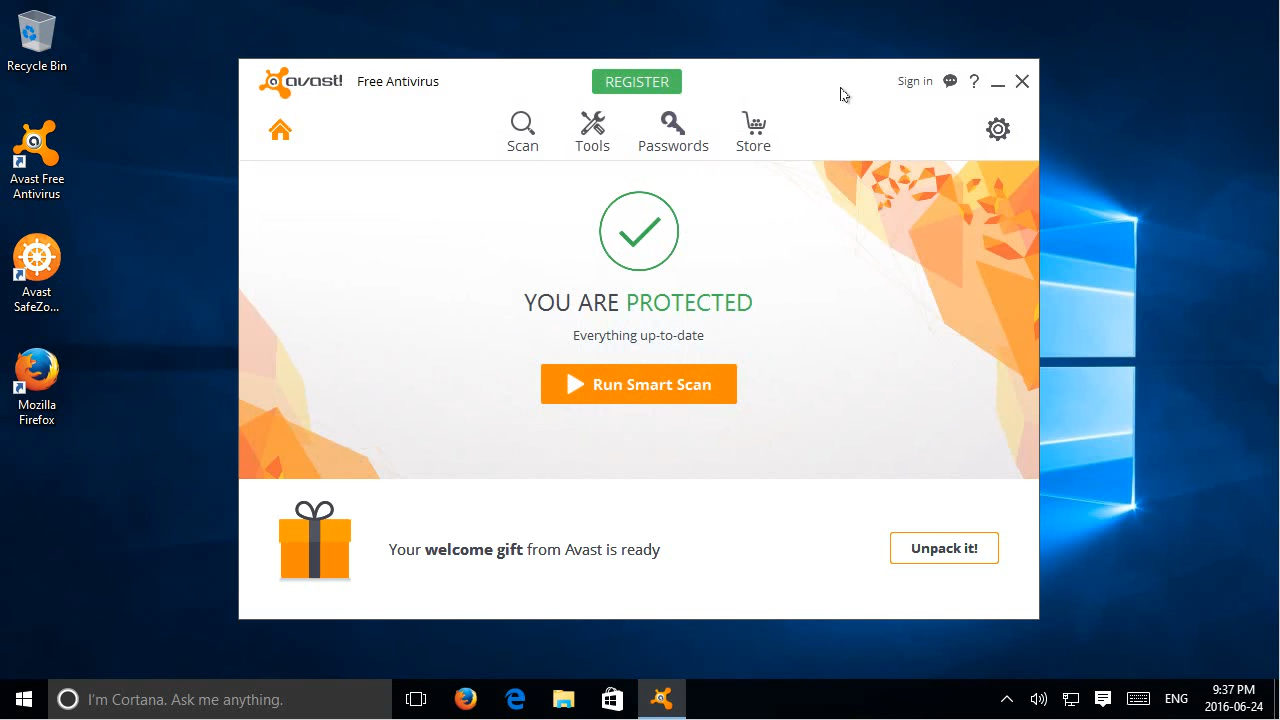 Recycle Bin
Avast Free
Antivirus
Avast
SafeZo...
Mozilla
Firefox
avast! Free Antivirus
REGISTER
Sign in
?
Scan
Tools
Passwords
Store
YOU ARE PROTECTED
Everything up-to-date
Run Smart Scan
Your welcome gift from Avast is ready
Unpack it!
I'm Cortana. Ask me anything.
ENG
9:37 PM
2016-06-24